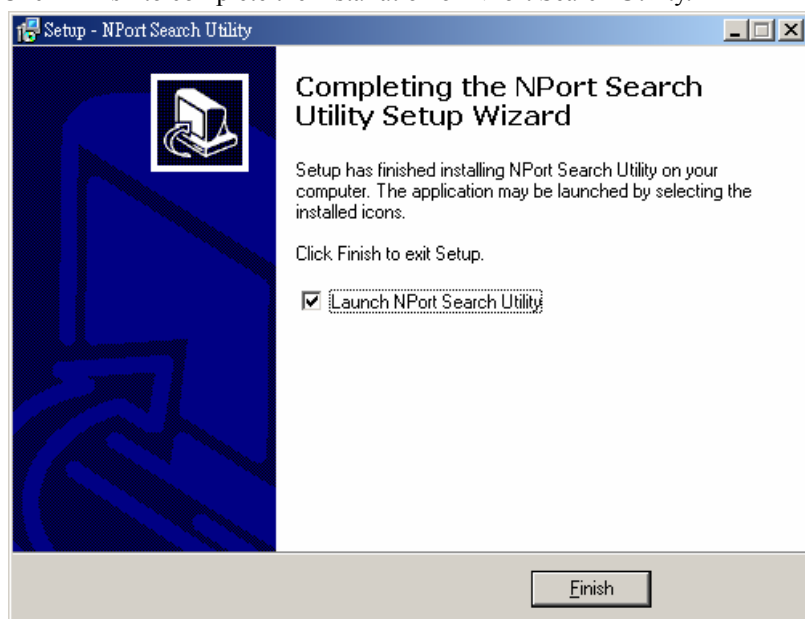 Setup - NPort Search Utility
Completing the NPort Search
Utility Setup Wizard
Setup has finished installing NPort Search Utility on your
computer. The application may be launched by selecting the
installed icons.
Click Finish to exit Setup.
Launch NPort Search Utility
Finish